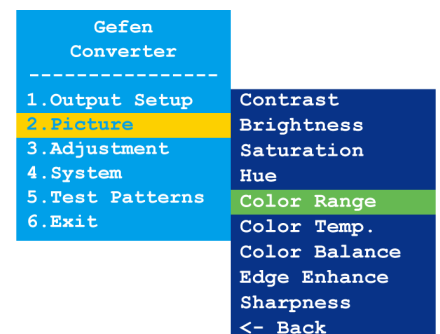 Gefen
Converter
----------------
1.Output Setup
2.Picture
3.Adjustment
4.System
5.Test Patterns
6.Exit
Contrast
Brightness
Saturation
Hue
Color Range
Color Temp.
Color Balance
Edge Enhance
Sharpness
<- Back